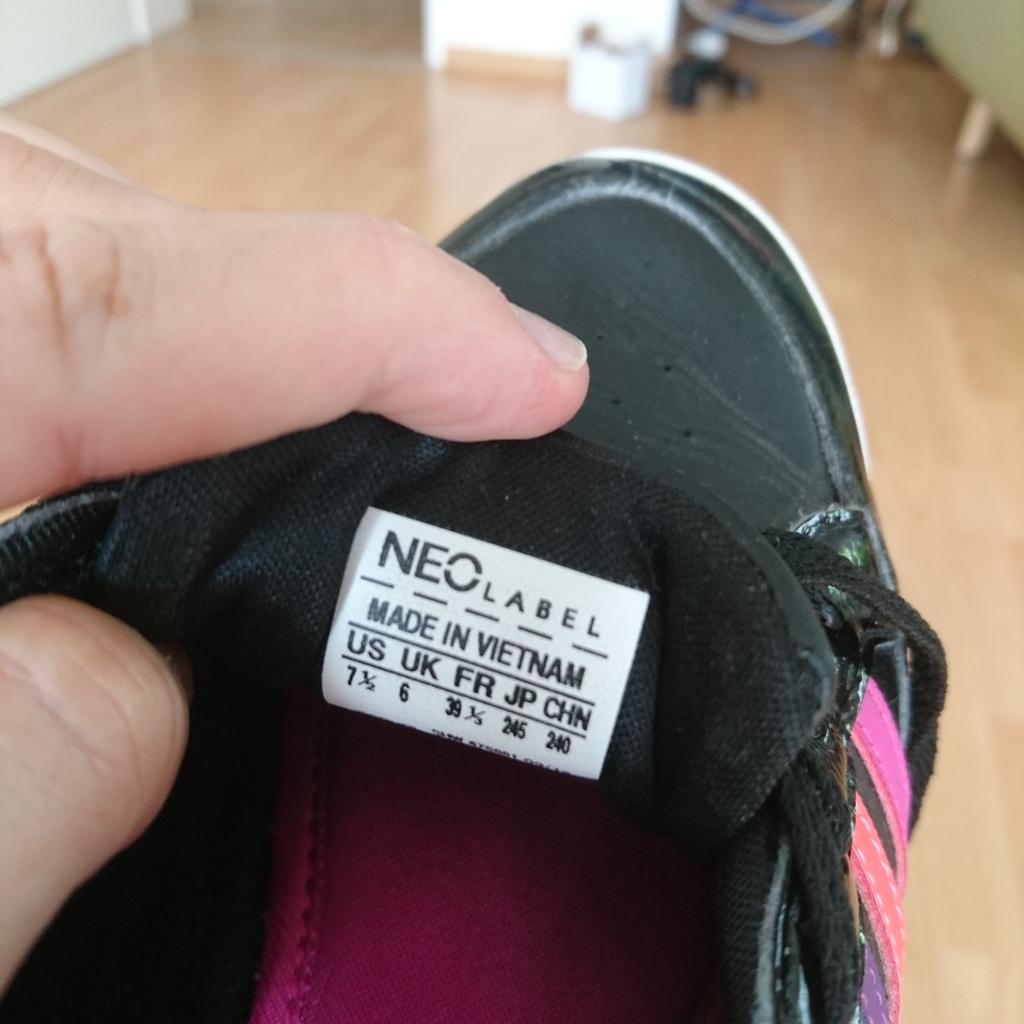 NEO LABEL
MADE IN VIETNAM
US UK FR JP CHN
7½ 6 39⅓ 245 240